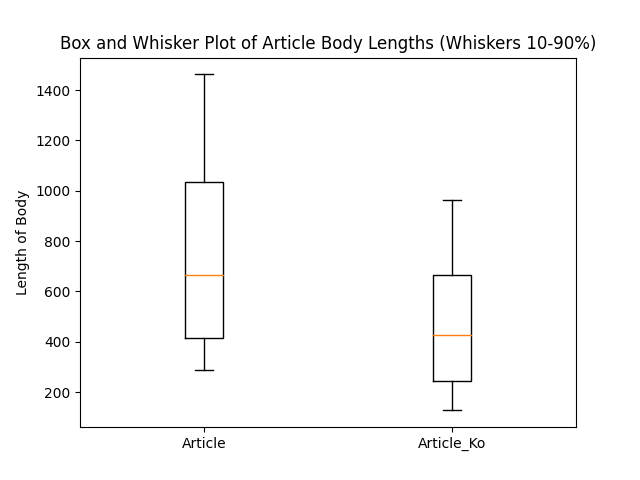 Box and Whisker Plot of Article Body Lengths (Whiskers 10-90%)
Length of Body
1400
1200
1000
800
600
400
200
Article
Article_Ko